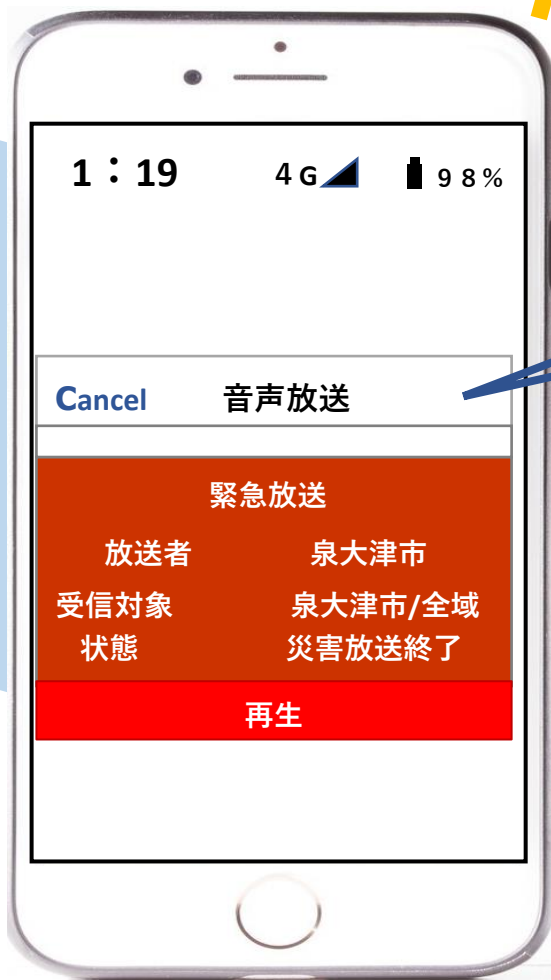 1：19 4G 98%
Cancel 音声放送
緊急放送
放送者 泉大津市
受信対象 泉大津市/全域
状態 災害放送終了
再生